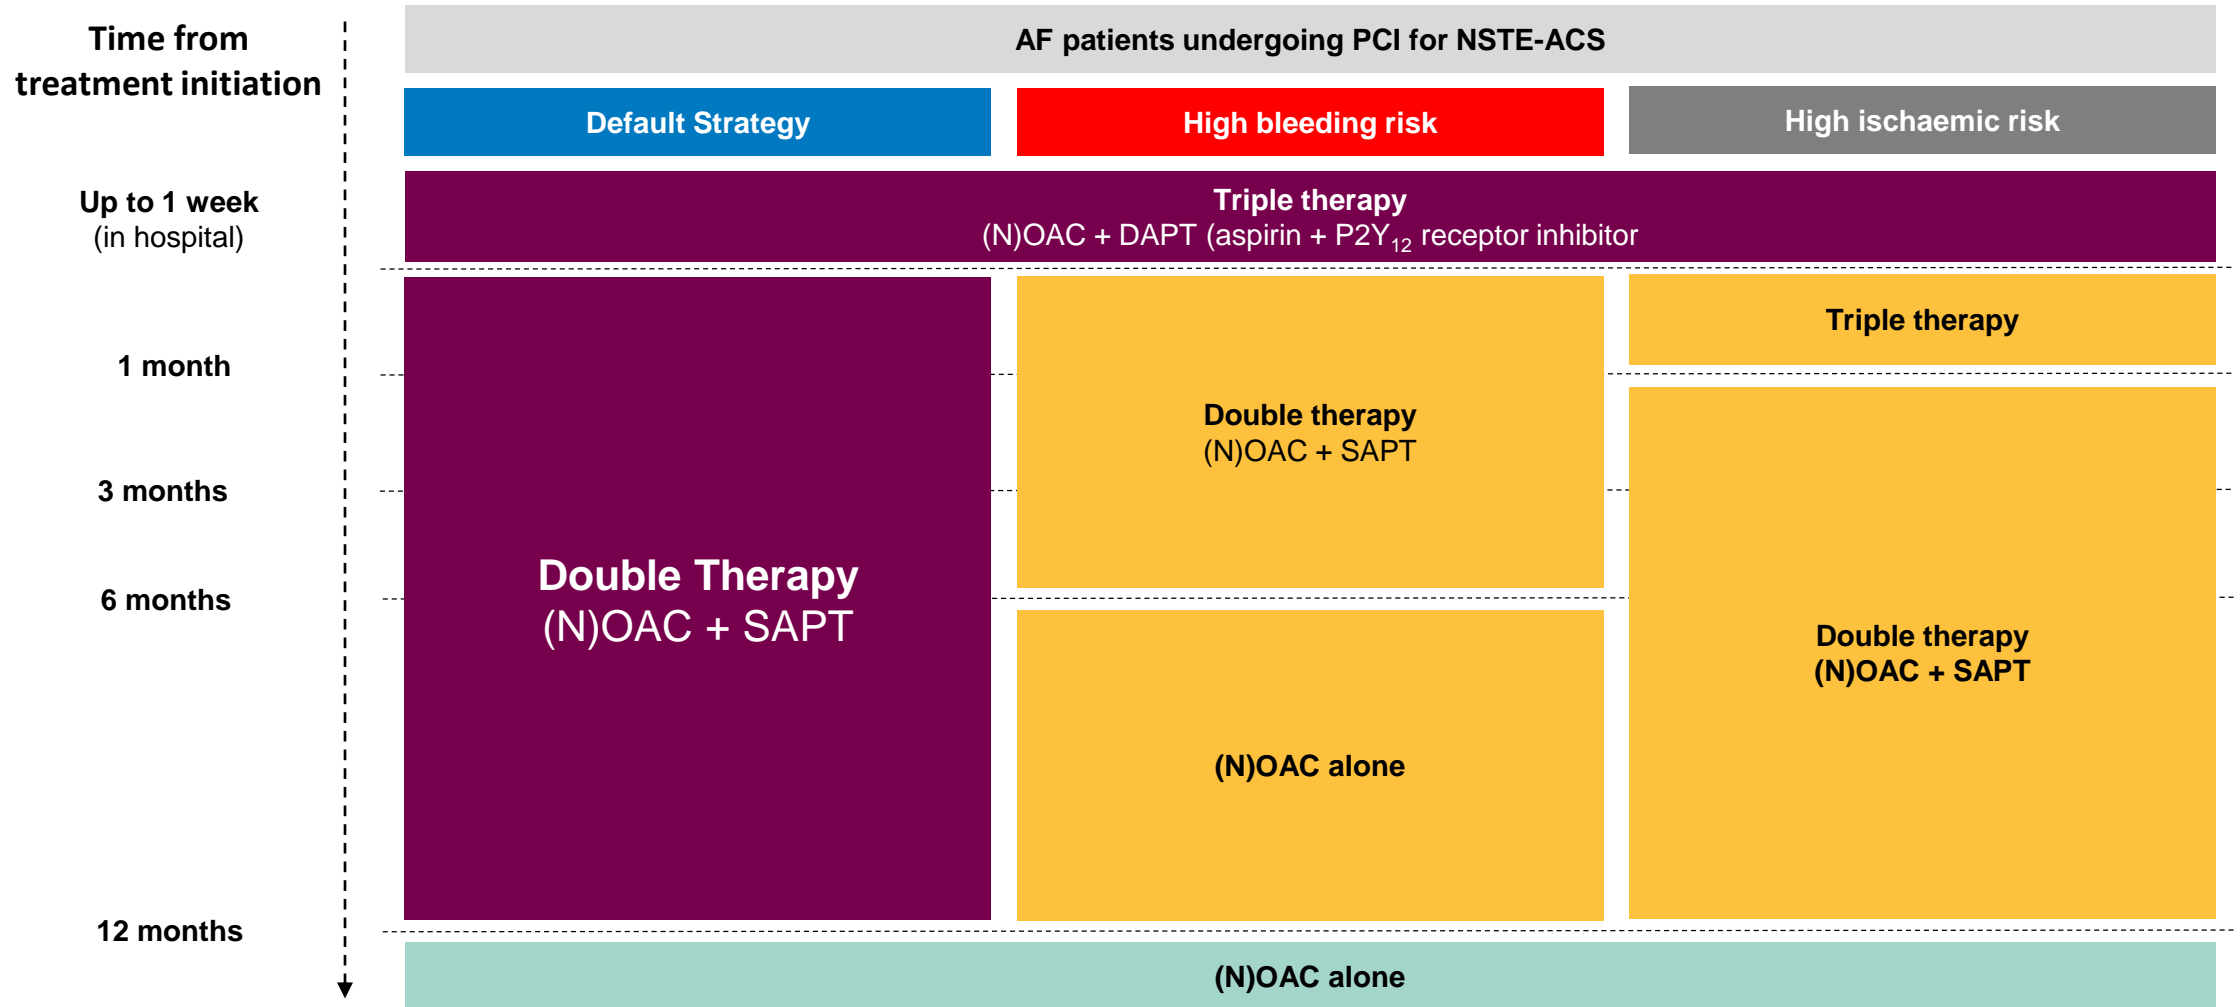 Time from
treatment initiation
AF patients undergoing PCI for NSTE-ACS
Default Strategy
High bleeding risk
High ischaemic risk
Up to 1 week
(in hospital)
Triple therapy
(N)OAC + DAPT (aspirin + P2Y₁₂ receptor inhibitor
Triple therapy
1 month
Double therapy
(N)OAC + SAPT
3 months
Double Therapy
(N)OAC + SAPT
6 months
Double therapy
(N)OAC + SAPT
(N)OAC alone
12 months
(N)OAC alone